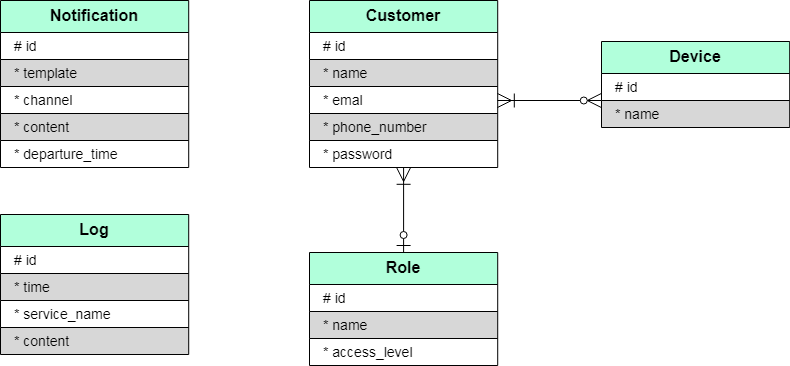 Notification
# id
* template
* channel
* content
* departure_time
Customer
# id
* name
* emal
* phone_number
* password
Device
# id
* name
Log
# id
* time
* service_name
* content
Role
# id
* name
* access_level